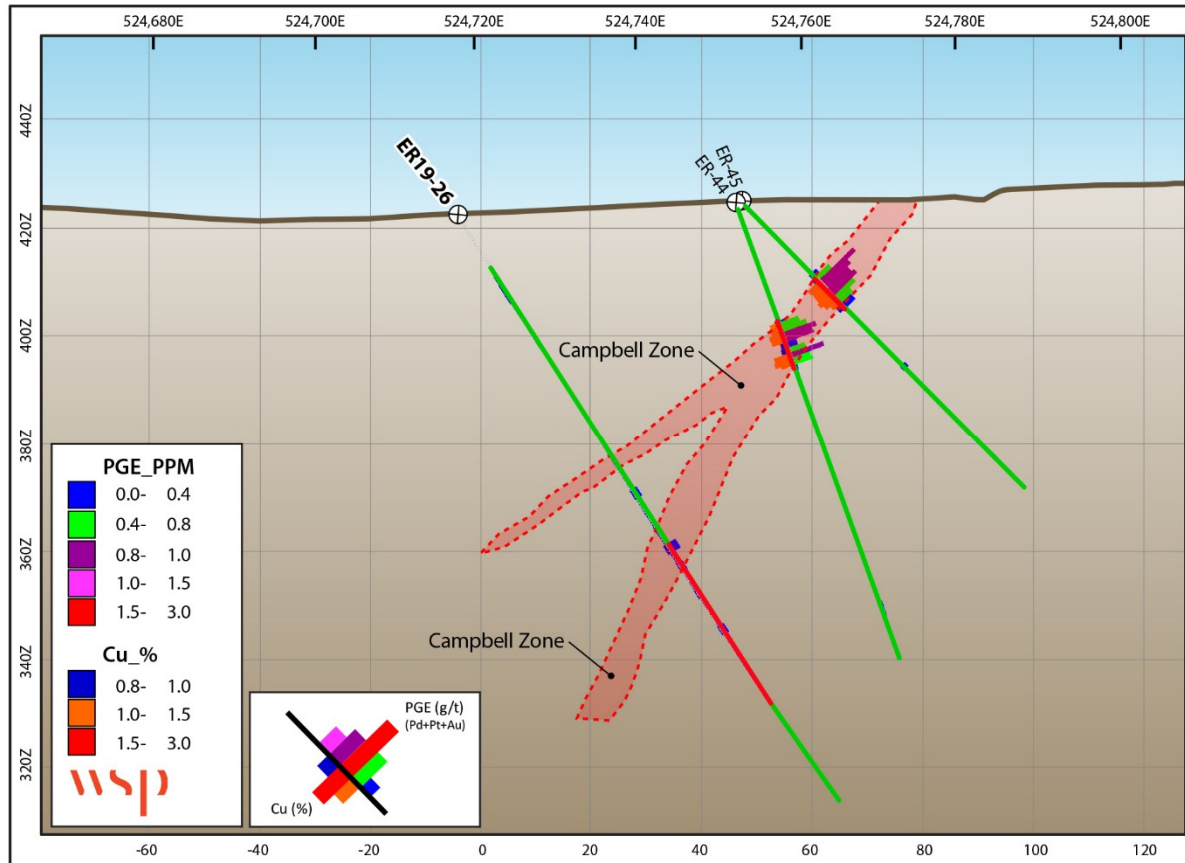 524,680E 524,700E 524,720E 524,740E 524,760E 524,780E 524,800E
440Z
420Z
400Z
380Z
360Z
340Z
320Z
ER19-26
ER-45
ER-44
Campbell Zone
Campbell Zone
PGE_PPM
0.0- 0.4
0.4- 0.8
0.8- 1.0
1.0- 1.5
1.5- 3.0
Cu_%
0.8- 1.0
1.0- 1.5
1.5- 3.0
wsp
PGE (g/t)
(Pd+Pt+Au)
Cu (%)
-60 -40 -20 0 20 40 60 80 100 120